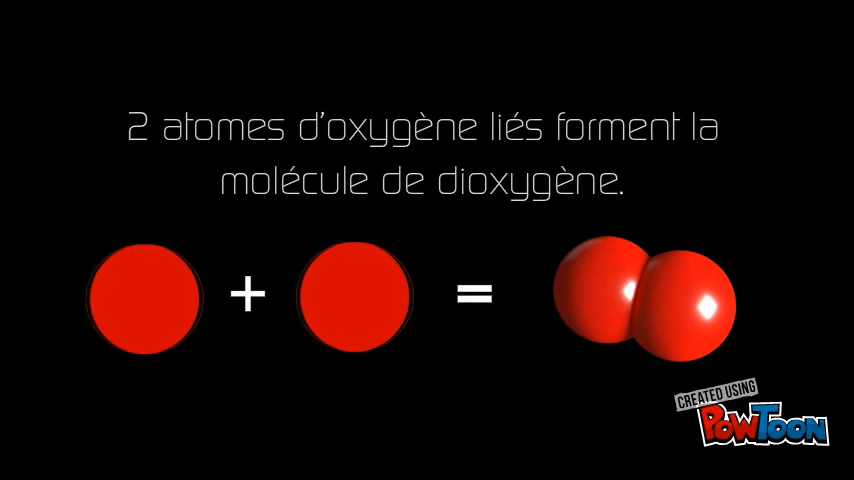 2 atomes d'oxygène liés forment la
molécule de dioxygène.
+ =
CREATED USING
POWTOON